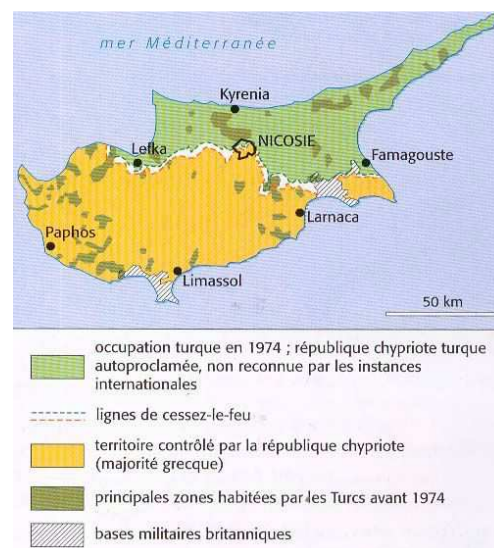 mer Méditerranée
Kyrenia
NICOSIE
Lefka
Famagouste
Larnaca
Paphos
Limassol
50 km
occupation turque en 1974 ; république chypriote turque
autoproclamée, non reconnue par les instances
internationales
lignes de cessez-le-feu
territoire contrôlé par la république chypriote
(majorité grecque)
principales zones habitées par les Turcs avant 1974
bases militaires britanniques